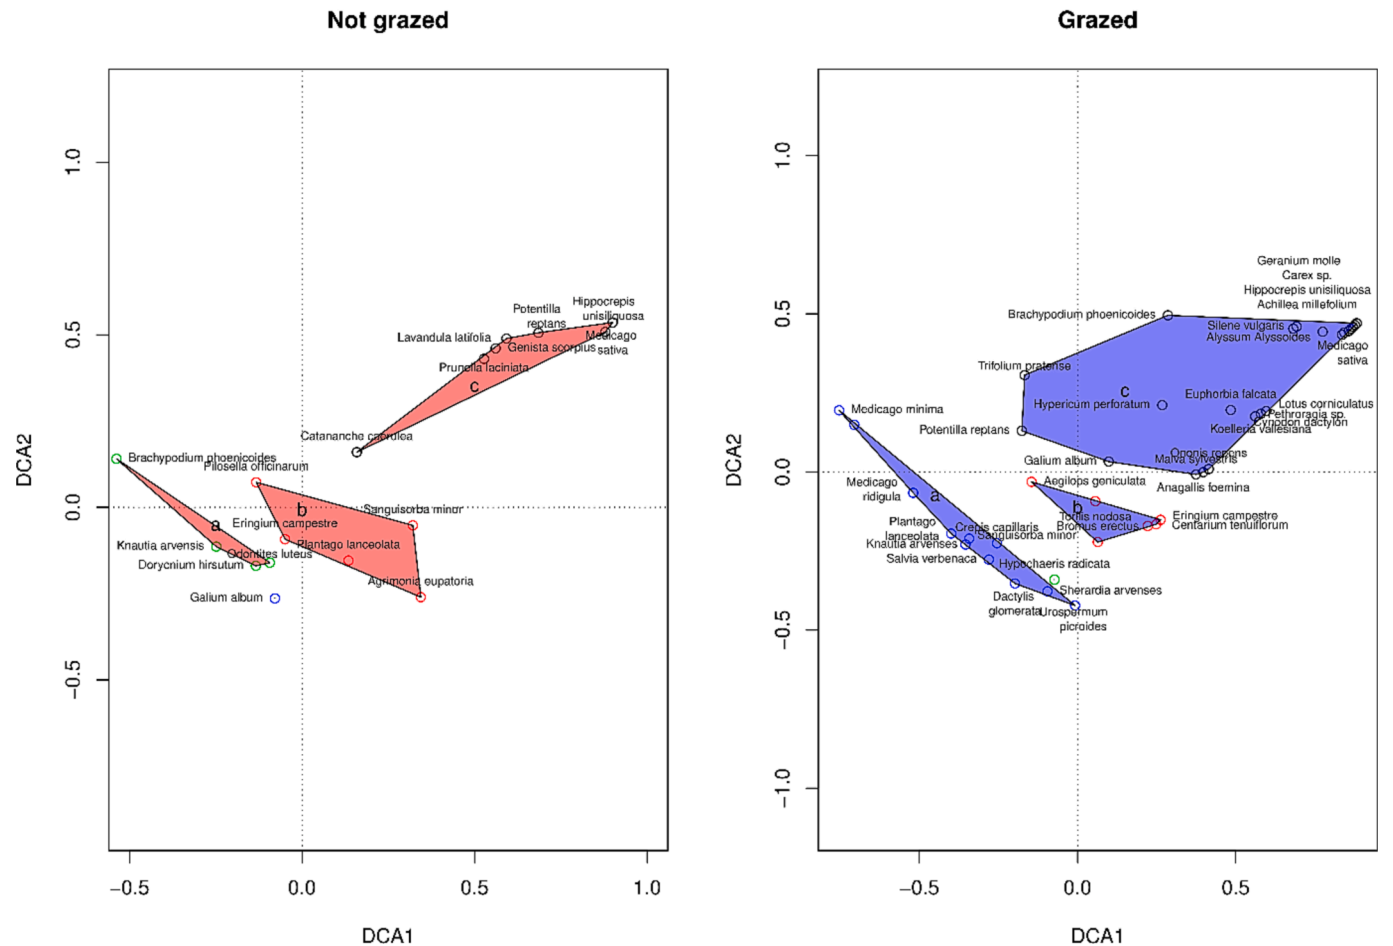 Not grazed
DCA2
1.0
0.5
0.0
−0.5
Hippocrepis
unisiliquosa
Potentilla
reptans
Lavandula latifolia
Medicago
sativa
Genista scorpius
Prunella laciniata
c
Catananche caerulea
Brachypodium phoenicoides
Pilosella officinarum
b
Sanguisorba minor
a
Eringium campestre
Knautia arvensis
Plantago lanceolata
Odontites luteus
Dorycnium hirsutum
Agrimonia eupatoria
Galium album
−0.5
0.0
0.5
1.0
DCA1
Grazed
DCA2
1.0
0.5
0.0
−0.5
−1.0
Geranium molle
Carex sp.
Hippocrepis unisiliquosa
Achillea millefolium
Brachypodium phoenicoides
Silene vulgaris
Alyssum Alyssoides
Medicago
sativa
Trifolium pratense
c
Euphorbia falcata
Hypericum perforatum
Lotus corniculatus
Pethroragia sp.
Cynodon dactylon
Koelleria vallesiana
Medicago minima
Potentilla reptans
Ononis repens
Malva sylvestris
Galium album
Anagallis foemina
Aegilops geniculata
Medicago
ridigula
a
b
Torilis nodosa
Eringium campestre
Bromus erectus
Centarium tenuiflorum
Plantago
lanceolata
Crepis capillaris
Sanguisorba minor
Knautia arvenses
Salvia verbenaca
Hypochaeris radicata
Sherardia arvenses
Dactylis
glomerata
Urospermum
picroides
−0.5
0.0
0.5
DCA1